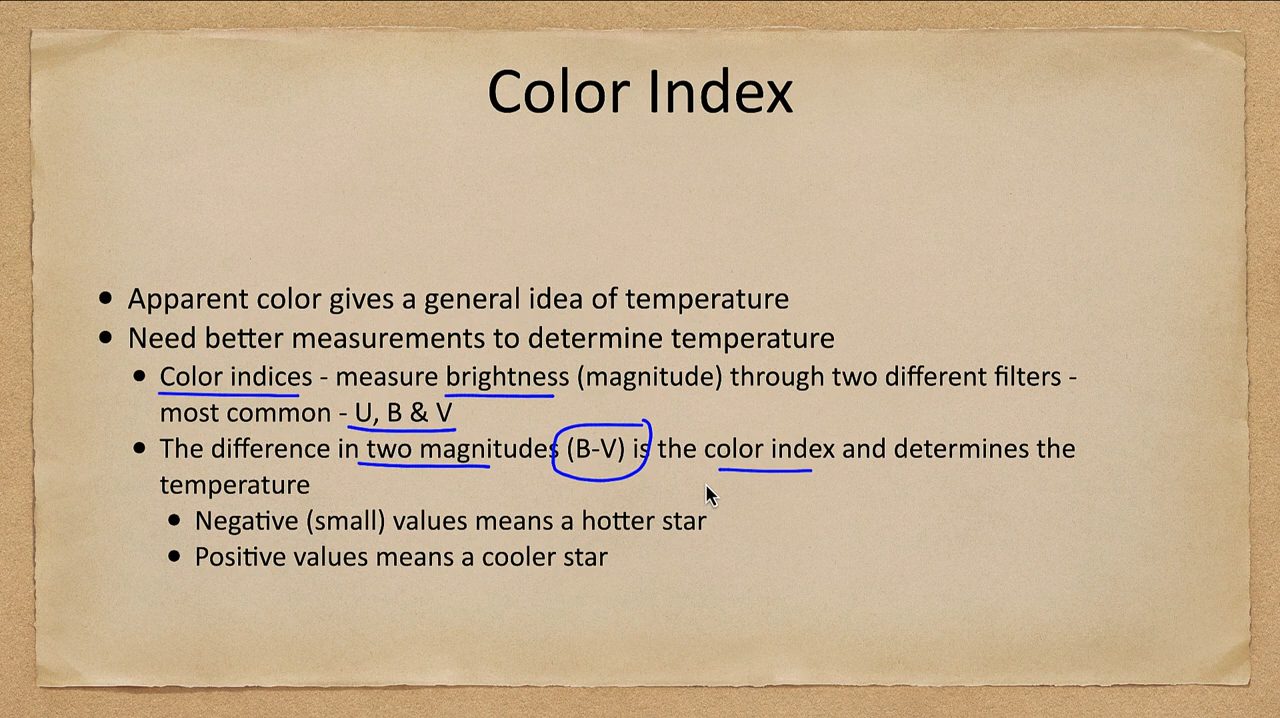 Color Index
• Apparent color gives a general idea of temperature
• Need better measurements to determine temperature
• Color indices - measure brightness (magnitude) through two different filters -
most common - U, B & V
• The difference in two magnitudes (B-V) is the color index and determines the
temperature
• Negative (small) values means a hotter star
• Positive values means a cooler star